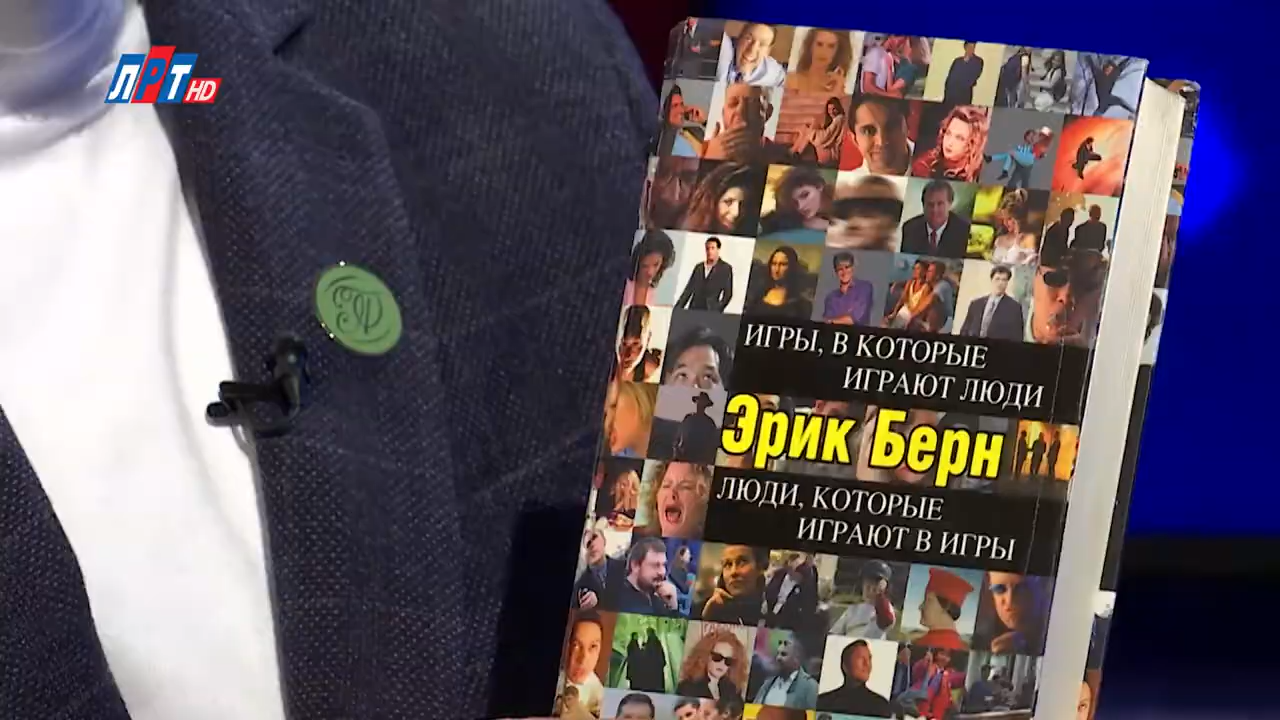 ЛРТ HD
ИГРЫ, В КОТОРЫЕ
ИГРАЮТ ЛЮДИ
Эрик Берн
ЛЮДИ, КОТОРЫЕ
ИГРАЮТ В ИГРЫ